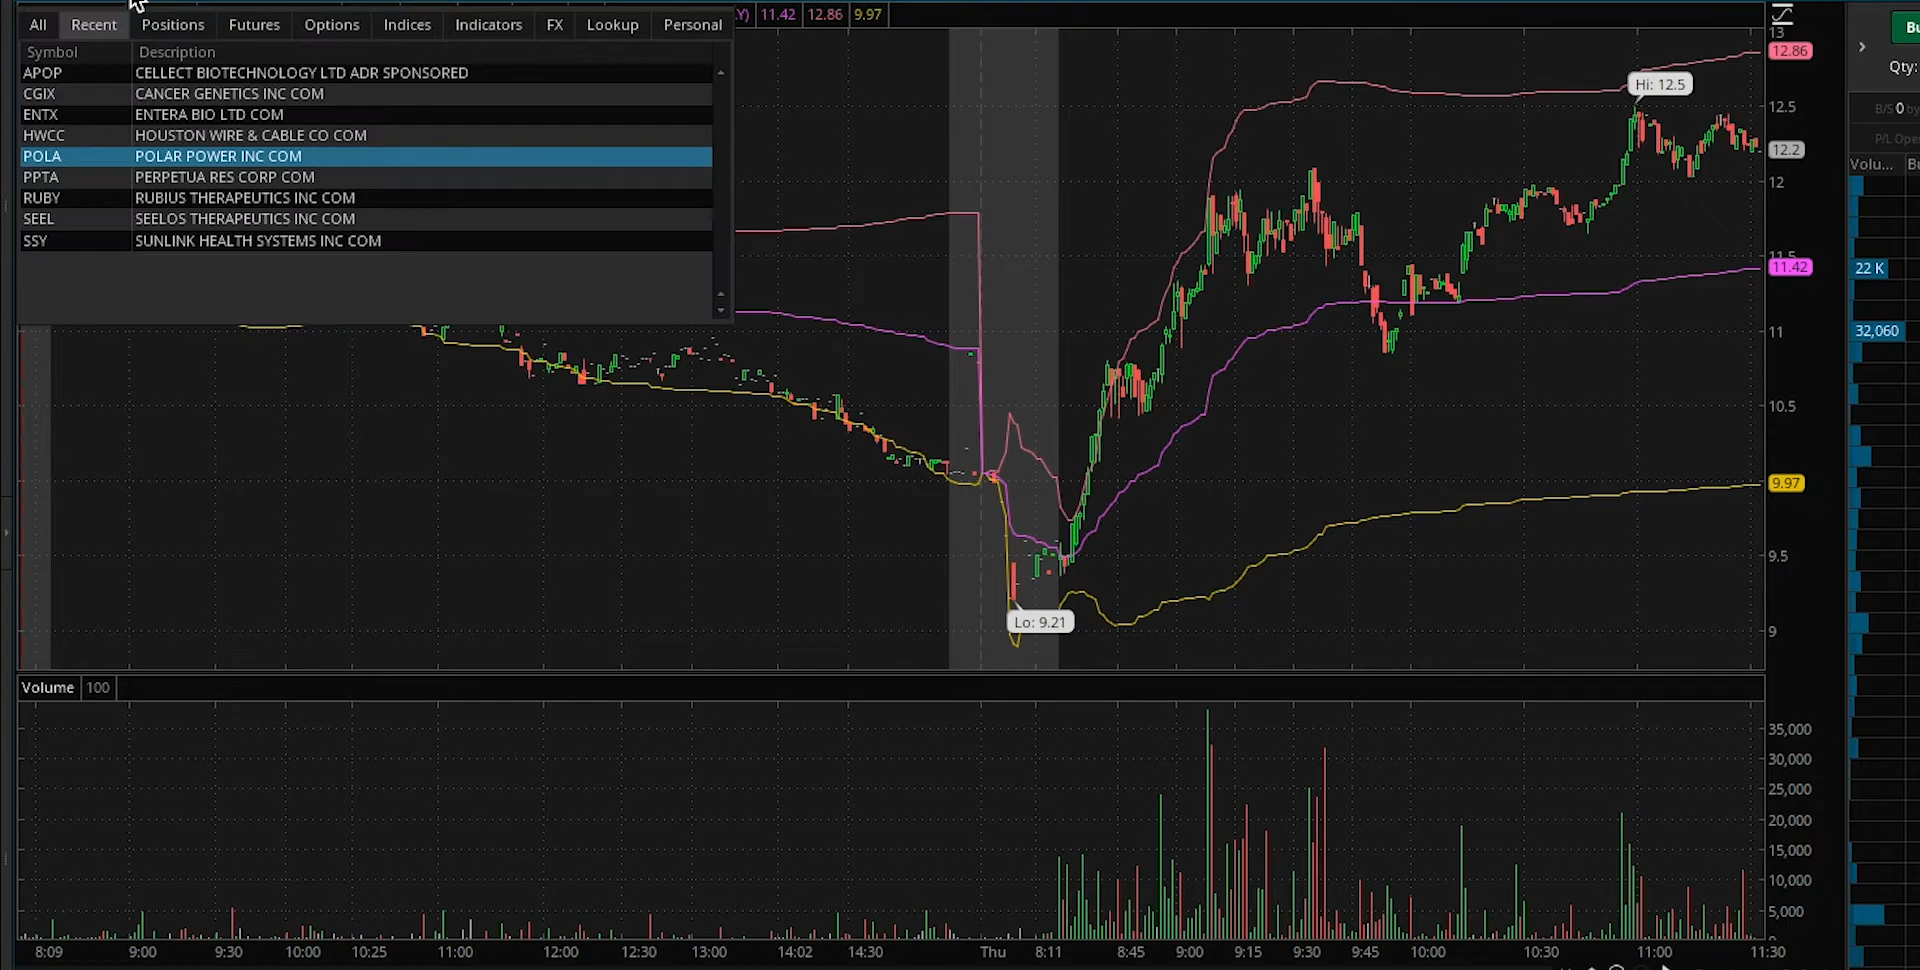 All Recent Positions Futures Options Indices Indicators FX Lookup Personal
Y) 11.42 12.86 9.97
Symbol Description
APOP CELLECT BIOTECHNOLOGY LTD ADR SPONSORED
CGIX CANCER GENETICS INC COM
ENTX ENTERA BIO LTD COM
HWCC HOUSTON WIRE & CABLE CO COM
POLA POLAR POWER INC COM
PPTA PERPETUA RES CORP COM
RUBY RUBIUS THERAPEUTICS INC COM
SEEL SEELOS THERAPEUTICS INC COM
SSY SUNLINK HEALTH SYSTEMS INC COM
Hi: 12.5
Lo: 9.21
13
12.86
12.5
12.2
12
11.5
11.42
11
10.5
9.97
9.5
9
Bu
Qty:
B/S 0 by
P/L Ope
Volu... B
22 K
32,060
Volume 100
35,000
30,000
25,000
20,000
15,000
10,000
5,000
0
8:09 9:00 9:30 10:00 10:25 11:00 12:00 12:30 13:00 14:02 14:30 Thu 8:11 8:45 9:00 9:15 9:30 9:45 10:00 10:30 11:00 11:30